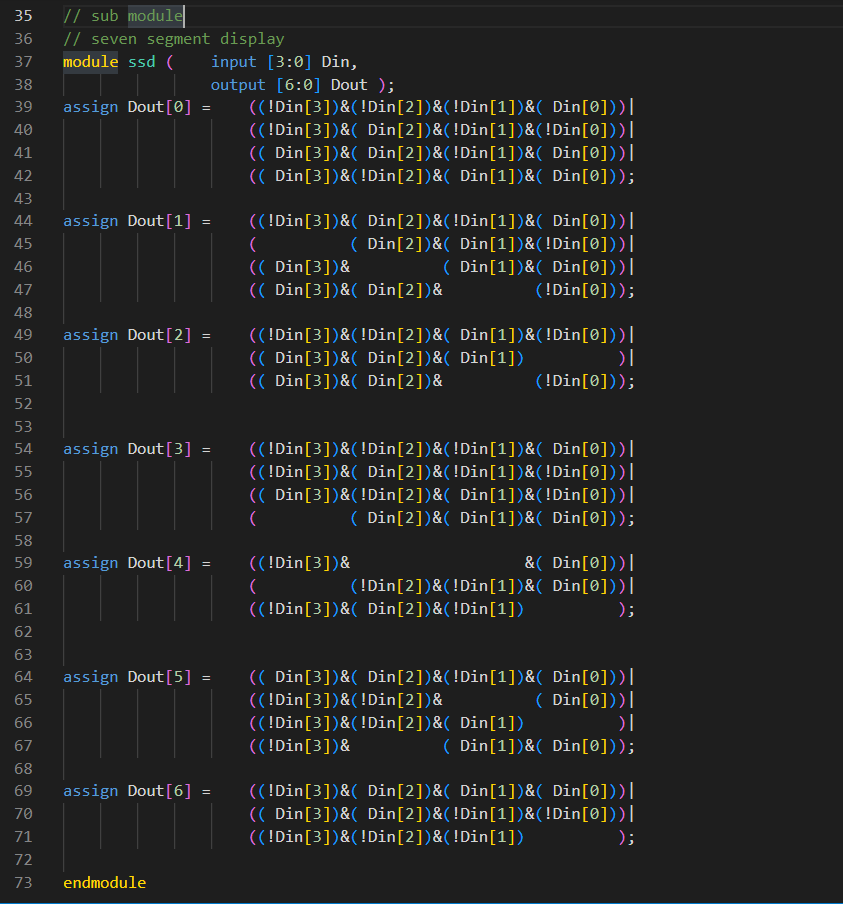 35 // sub module
36 // seven segment display
37 module ssd (    input [3:0] Din,
38                 output [6:0] Dout );
39 assign Dout[0] =    ((!Din[3])&(!Din[2])&(!Din[1])&( Din[0]))|
40                     ((!Din[3])&( Din[2])&(!Din[1])&(!Din[0]))|
41                     (( Din[3])&( Din[2])&(!Din[1])&( Din[0]))|
42                     (( Din[3])&(!Din[2])&( Din[1])&( Din[0]));
43
44 assign Dout[1] =    ((!Din[3])&( Din[2])&(!Din[1])&( Din[0]))|
45                     (          ( Din[2])&( Din[1])&(!Din[0]))|
46                     (( Din[3])&          ( Din[1])&( Din[0]))|
47                     (( Din[3])&( Din[2])&          (!Din[0]));
48
49 assign Dout[2] =    ((!Din[3])&(!Din[2])&( Din[1])&(!Din[0]))|
50                     (( Din[3])&( Din[2])&( Din[1])          )|
51                     (( Din[3])&( Din[2])&          (!Din[0]));
52
53
54 assign Dout[3] =    ((!Din[3])&(!Din[2])&(!Din[1])&( Din[0]))|
55                     ((!Din[3])&( Din[2])&(!Din[1])&(!Din[0]))|
56                     (( Din[3])&(!Din[2])&( Din[1])&(!Din[0]))|
57                     (          ( Din[2])&( Din[1])&( Din[0]));
58
59 assign Dout[4] =    ((!Din[3])&                   &( Din[0]))|
60                     (          (!Din[2])&(!Din[1])&( Din[0]))|
61                     ((!Din[3])&( Din[2])&(!Din[1])          );
62
63
64 assign Dout[5] =    (( Din[3])&( Din[2])&(!Din[1])&( Din[0]))|
65                     ((!Din[3])&(!Din[2])&          ( Din[0]))|
66                     ((!Din[3])&(!Din[2])&( Din[1])          )|
67                     ((!Din[3])&          ( Din[1])&( Din[0]));
68
69 assign Dout[6] =    ((!Din[3])&( Din[2])&( Din[1])&( Din[0]))|
70                     (( Din[3])&( Din[2])&(!Din[1])&(!Din[0]))|
71                     ((!Din[3])&(!Din[2])&(!Din[1])          );
72
73 endmodule